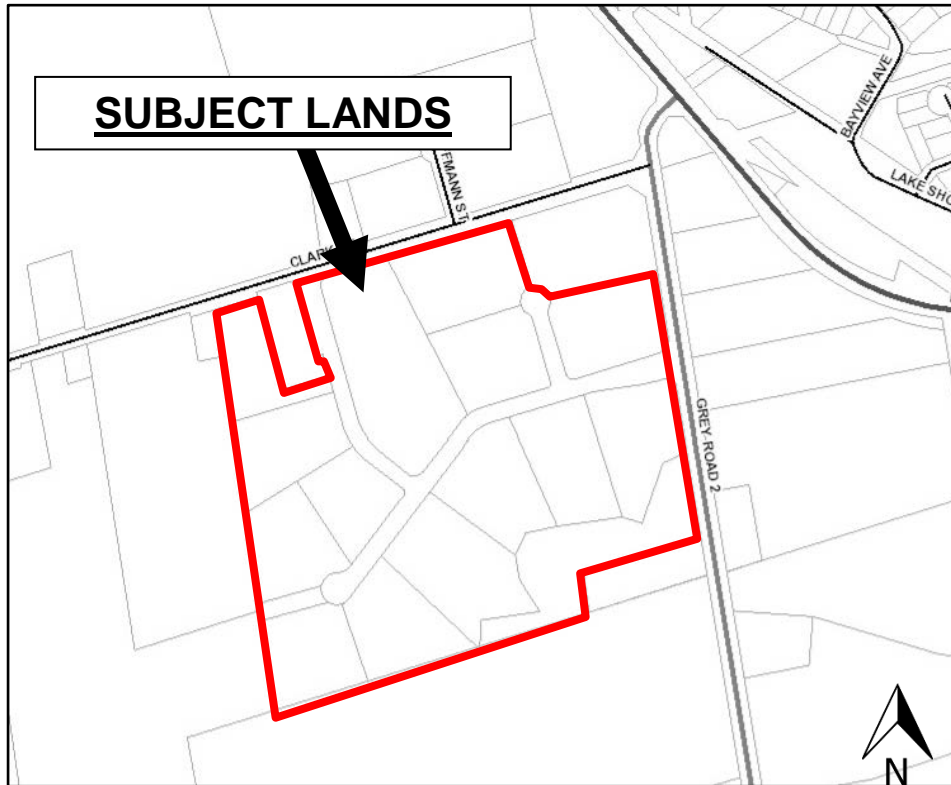 SUBJECT LANDS
BAYVIEW AVE
LAKE SHO
FMANN ST
CLARK
GREY ROAD 2
N